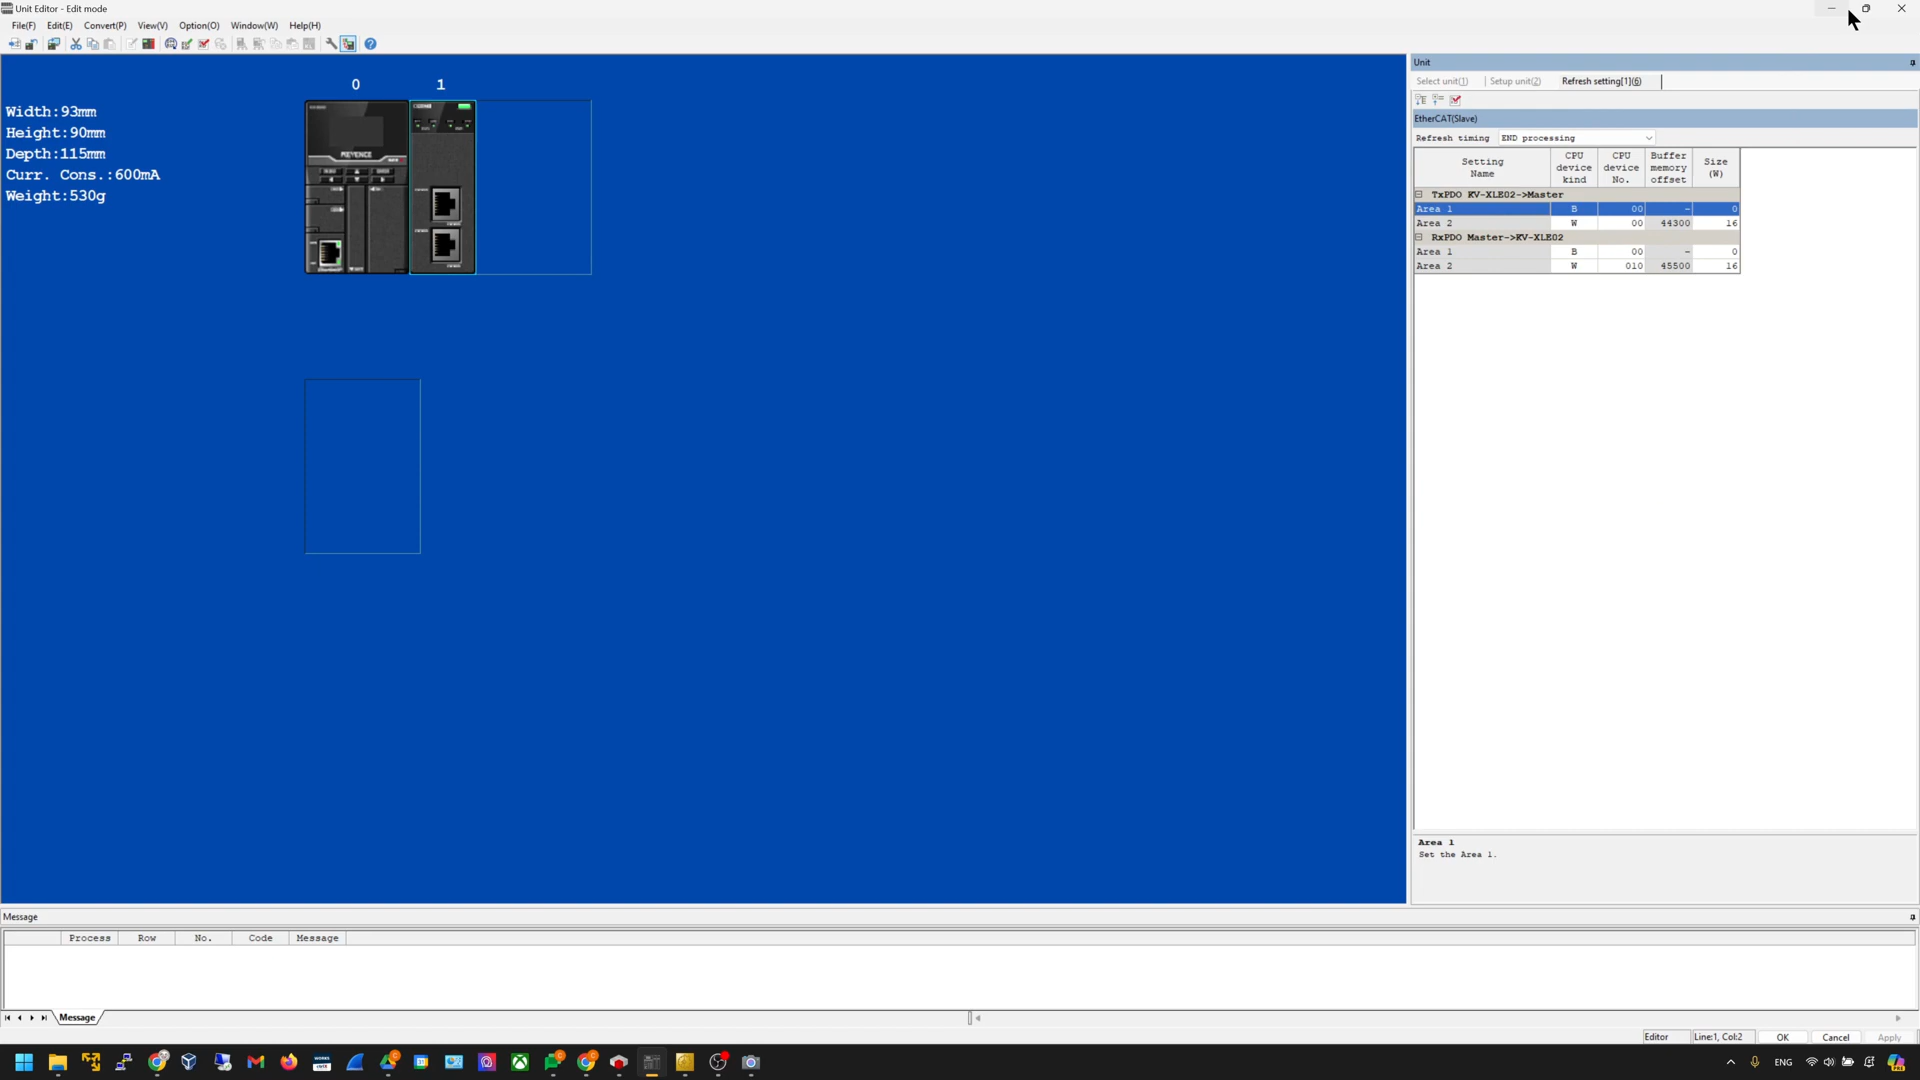 Unit Editor - Edit mode
File(F) Edit(E) Convert(P) View(V) Option(O) Window(W) Help(H)
0 1
Width:93mm
Height:90mm
Depth:115mm
Curr. Cons.:600mA
Weight:530g
KEYENCE
Unit
Select unit(1) Setup unit(2) Refresh setting[1](6)
EtherCAT(Slave)
Refresh timing END processing
Setting Name CPU device kind CPU device No. Buffer memory offset Size (W)
TxPDO KV-XLE02->Master
Area 1 B 00 - 0
Area 2 W 00 44300 16
RxPDO Master->KV-XLE02
Area 1 B 00 - 0
Area 2 W 010 45500 16
Area 1
Set the Area 1.
Message
Process Row No. Code Message
Message
Editor Line:1, Col:2 OK Cancel Apply
ENG